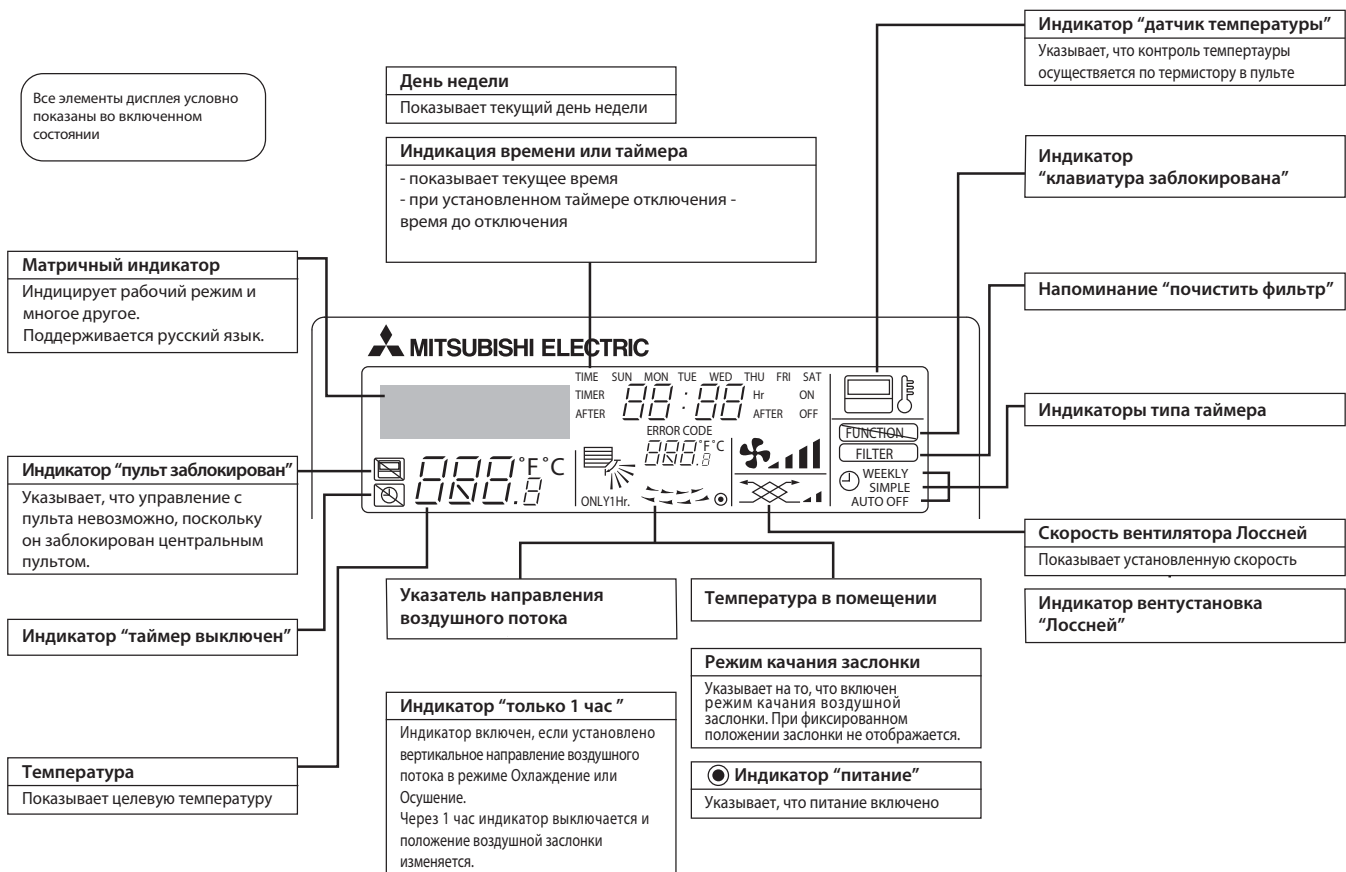 Все элементы дисплея условно
показаны во включенном
состоянии
День недели
Показывает текущий день недели
Индикация времени или таймера
- показывает текущее время
- при установленном таймере отключения -
время до отключения
Индикатор “датчик температуры”
Указывает, что контроль темпертауры
осуществяется по термистору в пульте
Индикатор
“клавиатура заблокирована”
Напоминание “почистить фильтр”
Индикаторы типа таймера
Скорость вентилятора Лоссней
Показывает установленную скорость
Индикатор вентустановка
“Лоссней”
Матричный индикатор
Индицирует рабочий режим и
многое другое.
Поддерживается русский язык.
Индикатор “пульт заблокирован”
Указывает, что управление с
пульта невозможно, поскольку
он заблокирован центральным
пультом.
Индикатор “таймер выключен”
Температура
Показывает целевую температуру
MITSUBISHI ELECTRIC
TIME SUN MON TUE WED THU FRI SAT
TIMER 88:88 Hr ON
AFTER AFTER OFF
ERROR CODE
888.8 °F°C
888.8 °F°C
ONLY1Hr.
FUNCTION
FILTER
WEEKLY
SIMPLE
AUTO OFF
Указатель направления
воздушного потока
Температура в помещении
Индикатор “только 1 час ”
Индикатор включен, если установлено
вертикальное направление воздушного
потока в режиме Охлаждение или
Осушение.
Через 1 час индикатор выключается и
положение воздушной заслонки
изменяется.
Режим качания заслонки
Указывает на то, что включен
режим качания воздушной
заслонки. При фиксированном
положении заслонки не отображается.
Индикатор “питание”
Указывает, что питание включено